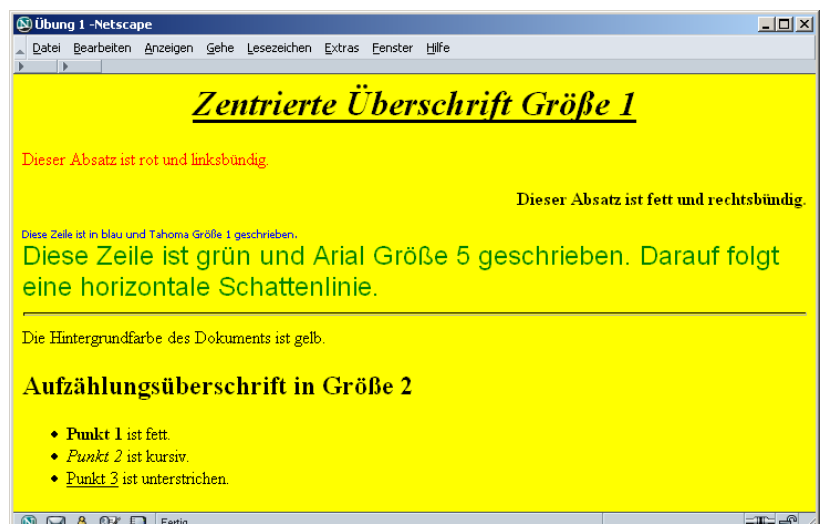 Übung 1 -Netscape
Datei Bearbeiten Anzeigen Gehe Lesezeichen Extras Fenster Hilfe
Zentrierte Überschrift Größe 1
Dieser Absatz ist rot und linksbündig.
Dieser Absatz ist fett und rechtsbündig.
Diese Zeile ist in blau und Tahoma Größe 1 geschrieben.
Diese Zeile ist grün und Arial Größe 5 geschrieben. Darauf folgt
eine horizontale Schattenlinie.
Die Hintergrundfarbe des Dokuments ist gelb.
Aufzählungsüberschrift in Größe 2
• Punkt 1 ist fett.
• Punkt 2 ist kursiv.
• Punkt 3 ist unterstrichen.
Fertig